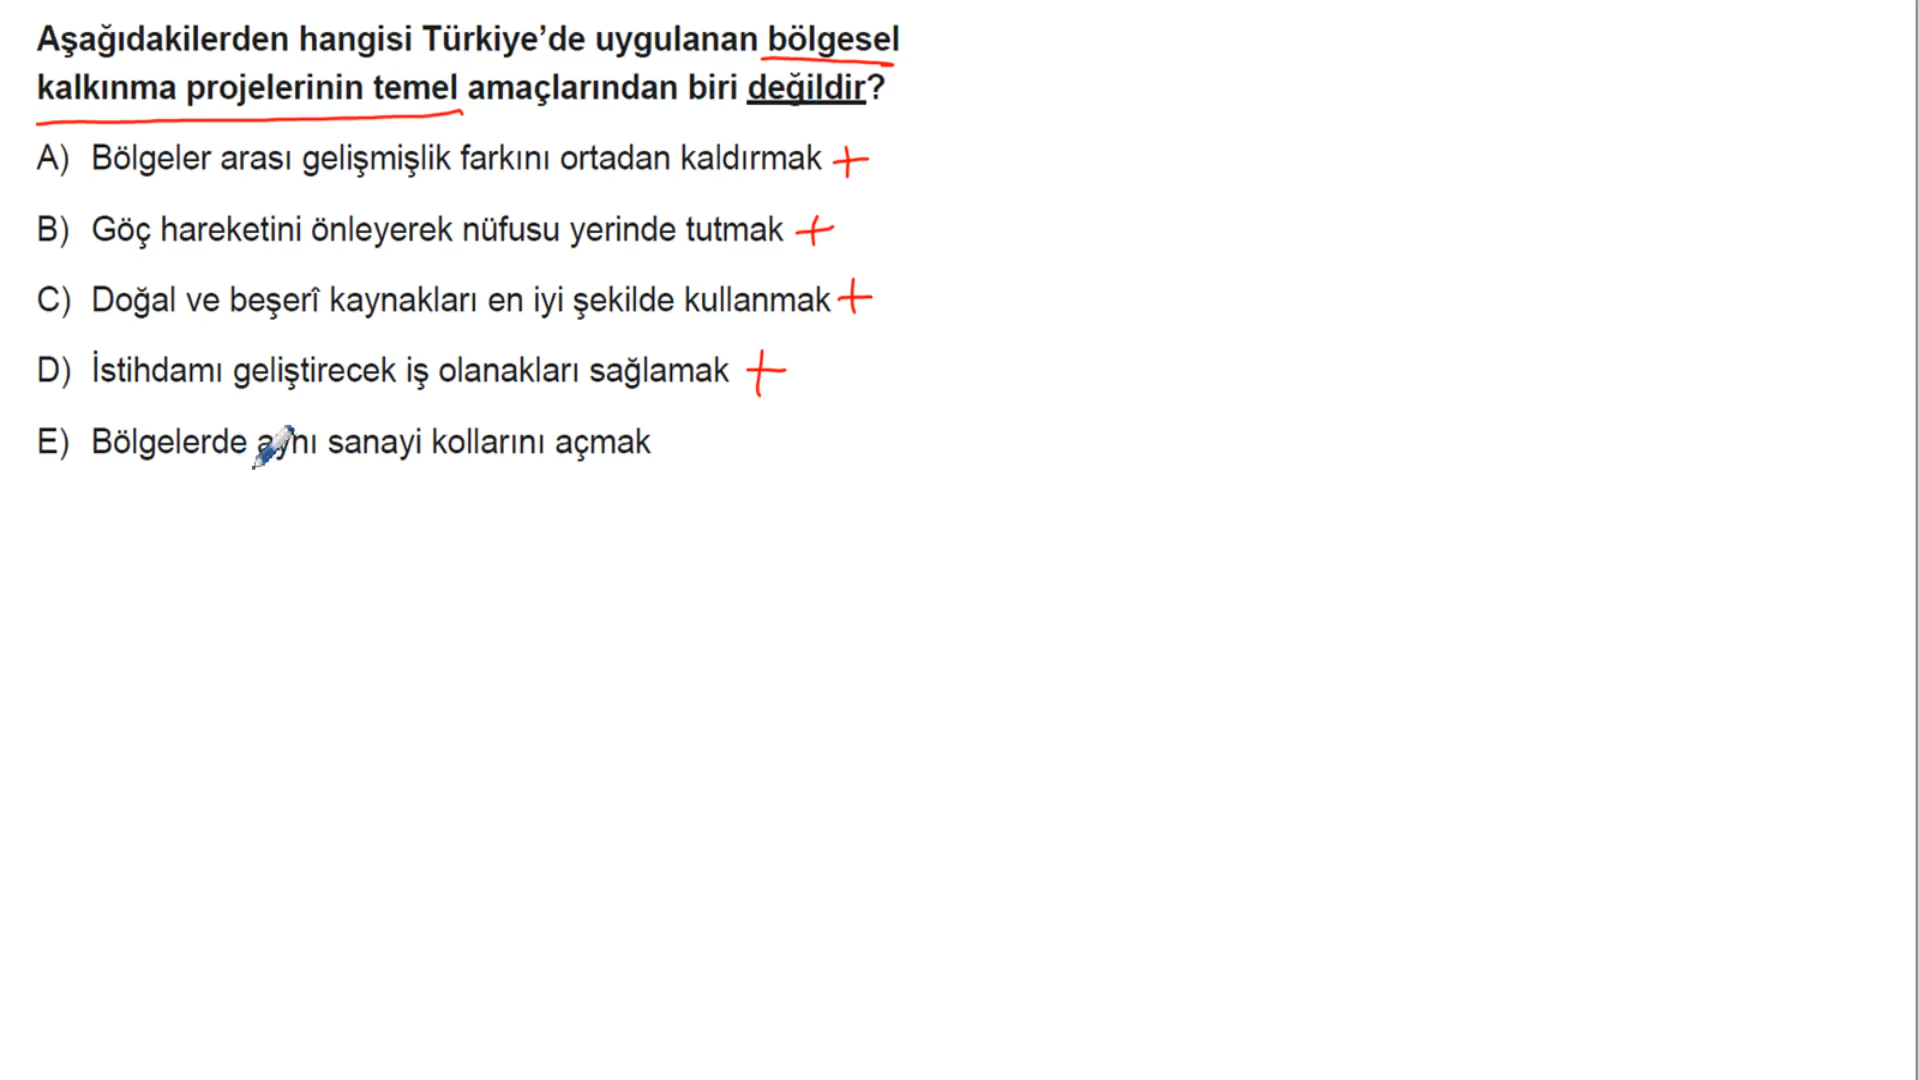 Aşağıdakilerden hangisi Türkiye’de uygulanan bölgesel
kalkınma projelerinin temel amaçlarından biri değildir?
A) Bölgeler arası gelişmişlik farkını ortadan kaldırmak +
B) Göç hareketini önleyerek nüfusu yerinde tutmak +
C) Doğal ve beşerî kaynakları en iyi şekilde kullanmak +
D) İstihdamı geliştirecek iş olanakları sağlamak +
E) Bölgelerde aynı sanayi kollarını açmak